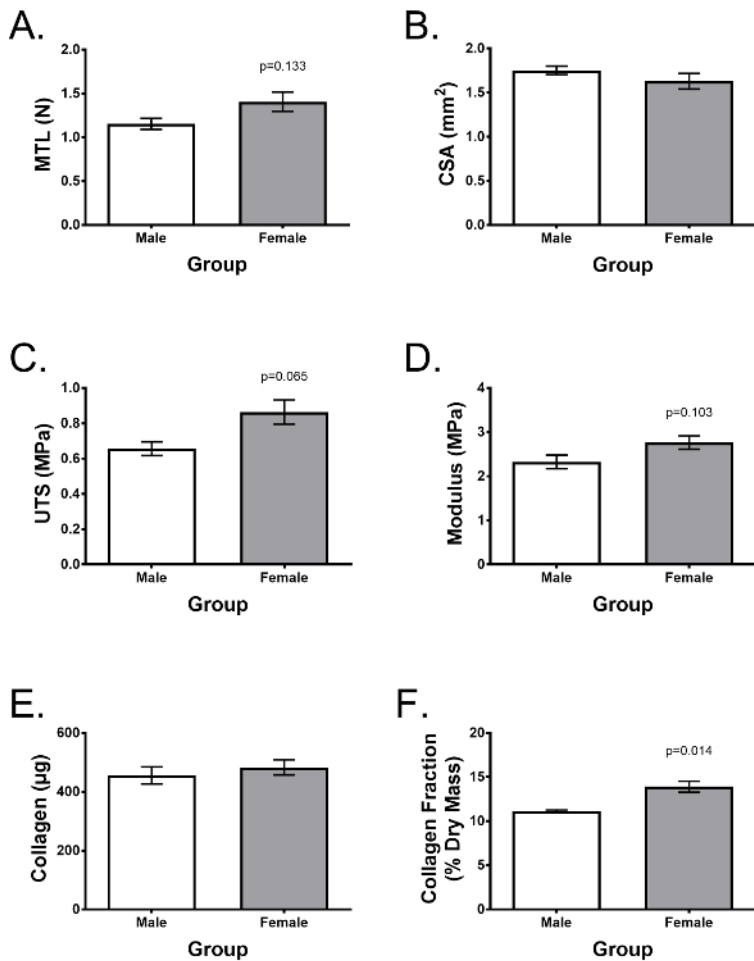 A.
MTL (N)
2.0
1.5
1.0
0.5
0.0
p=0.133
Male
Female
Group
B.
CSA (mm²)
2.0
1.5
1.0
0.5
0.0
Male
Female
Group
C.
UTS (MPa)
1.0
0.8
0.6
0.4
0.2
0.0
p=0.065
Male
Female
Group
D.
Modulus (MPa)
4
3
2
1
0
p=0.103
Male
Female
Group
E.
Collagen (µg)
600
400
200
0
Male
Female
Group
F.
Collagen Fraction
(% Dry Mass)
20
15
10
5
0
p=0.014
Male
Female
Group